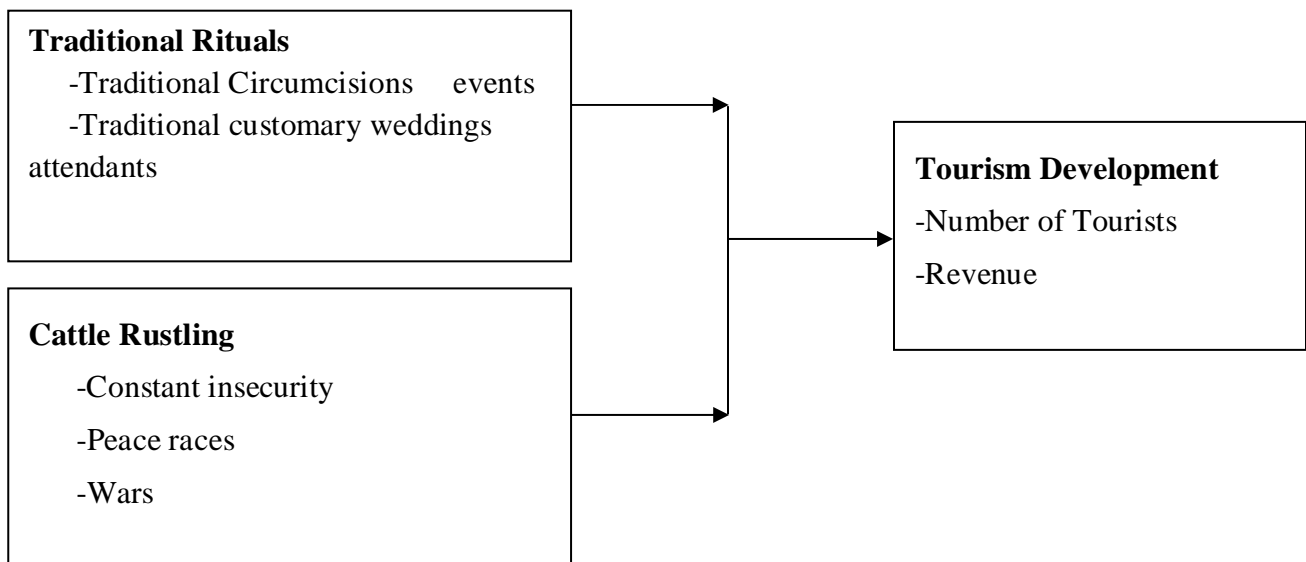 Traditional Rituals
-Traditional Circumcisions events
-Traditional customary weddings
attendants
Cattle Rustling
-Constant insecurity
-Peace races
-Wars
Tourism Development
-Number of Tourists
-Revenue